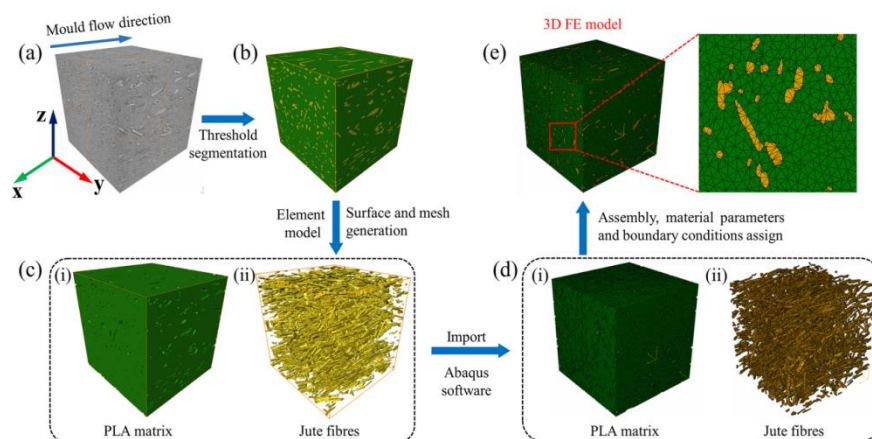 Mould flow direction
(a)
z
x
y
Threshold
segmentation
(b)
(e)
3D FE model
Element
model
Surface and mesh
generation
Assembly, material parameters
and boundary conditions assign
(c)
(i)
(ii)
PLA matrix
Jute fibres
Import
Abaqus
software
(d)
(i)
(ii)
PLA matrix
Jute fibres